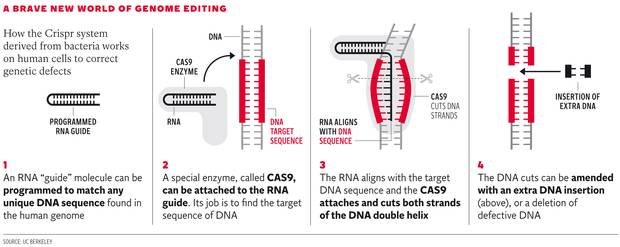 A BRAVE NEW WORLD OF GENOME EDITING
How the Crispr system
derived from bacteria works
on human cells to correct
genetic defects
PROGRAMMED
RNA GUIDE
1
An RNA “guide” molecule can be
programmed to match any
unique DNA sequence found in
the human genome
DNA
CAS9
ENZYME
RNA
DNA
TARGET
SEQUENCE
2
A special enzyme, called CAS9,
can be attached to the RNA
guide. Its job is to find the target
sequence of DNA
RNA ALIGNS
WITH DNA
SEQUENCE
CAS9
CUTS DNA
STRANDS
3
The RNA aligns with the target
DNA sequence and the CAS9
attaches and cuts both strands
of the DNA double helix
INSERTION OF
EXTRA DNA
4
The DNA cuts can be amended
with an extra DNA insertion
(above), or a deletion of
defective DNA
SOURCE: UC BERKELEY